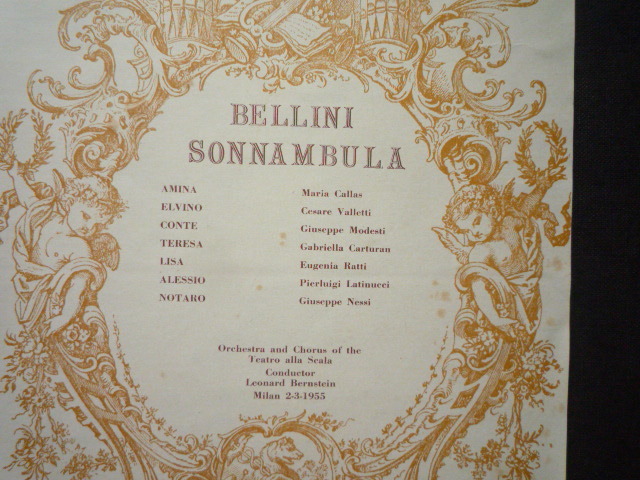 BELLINI
SONNAMBULA
AMINA Maria Callas
ELVINO Cesare Valletti
CONTE Giuseppe Modesti
TERESA Gabriella Carturan
LISA Eugenia Ratti
ALESSIO Pierluigi Latinucci
NOTARO Giuseppe Nessi
Orchestra and Chorus of the
Teatro alla Scala
Conductor
Leonard Bernstein
Milan 2-3-1955